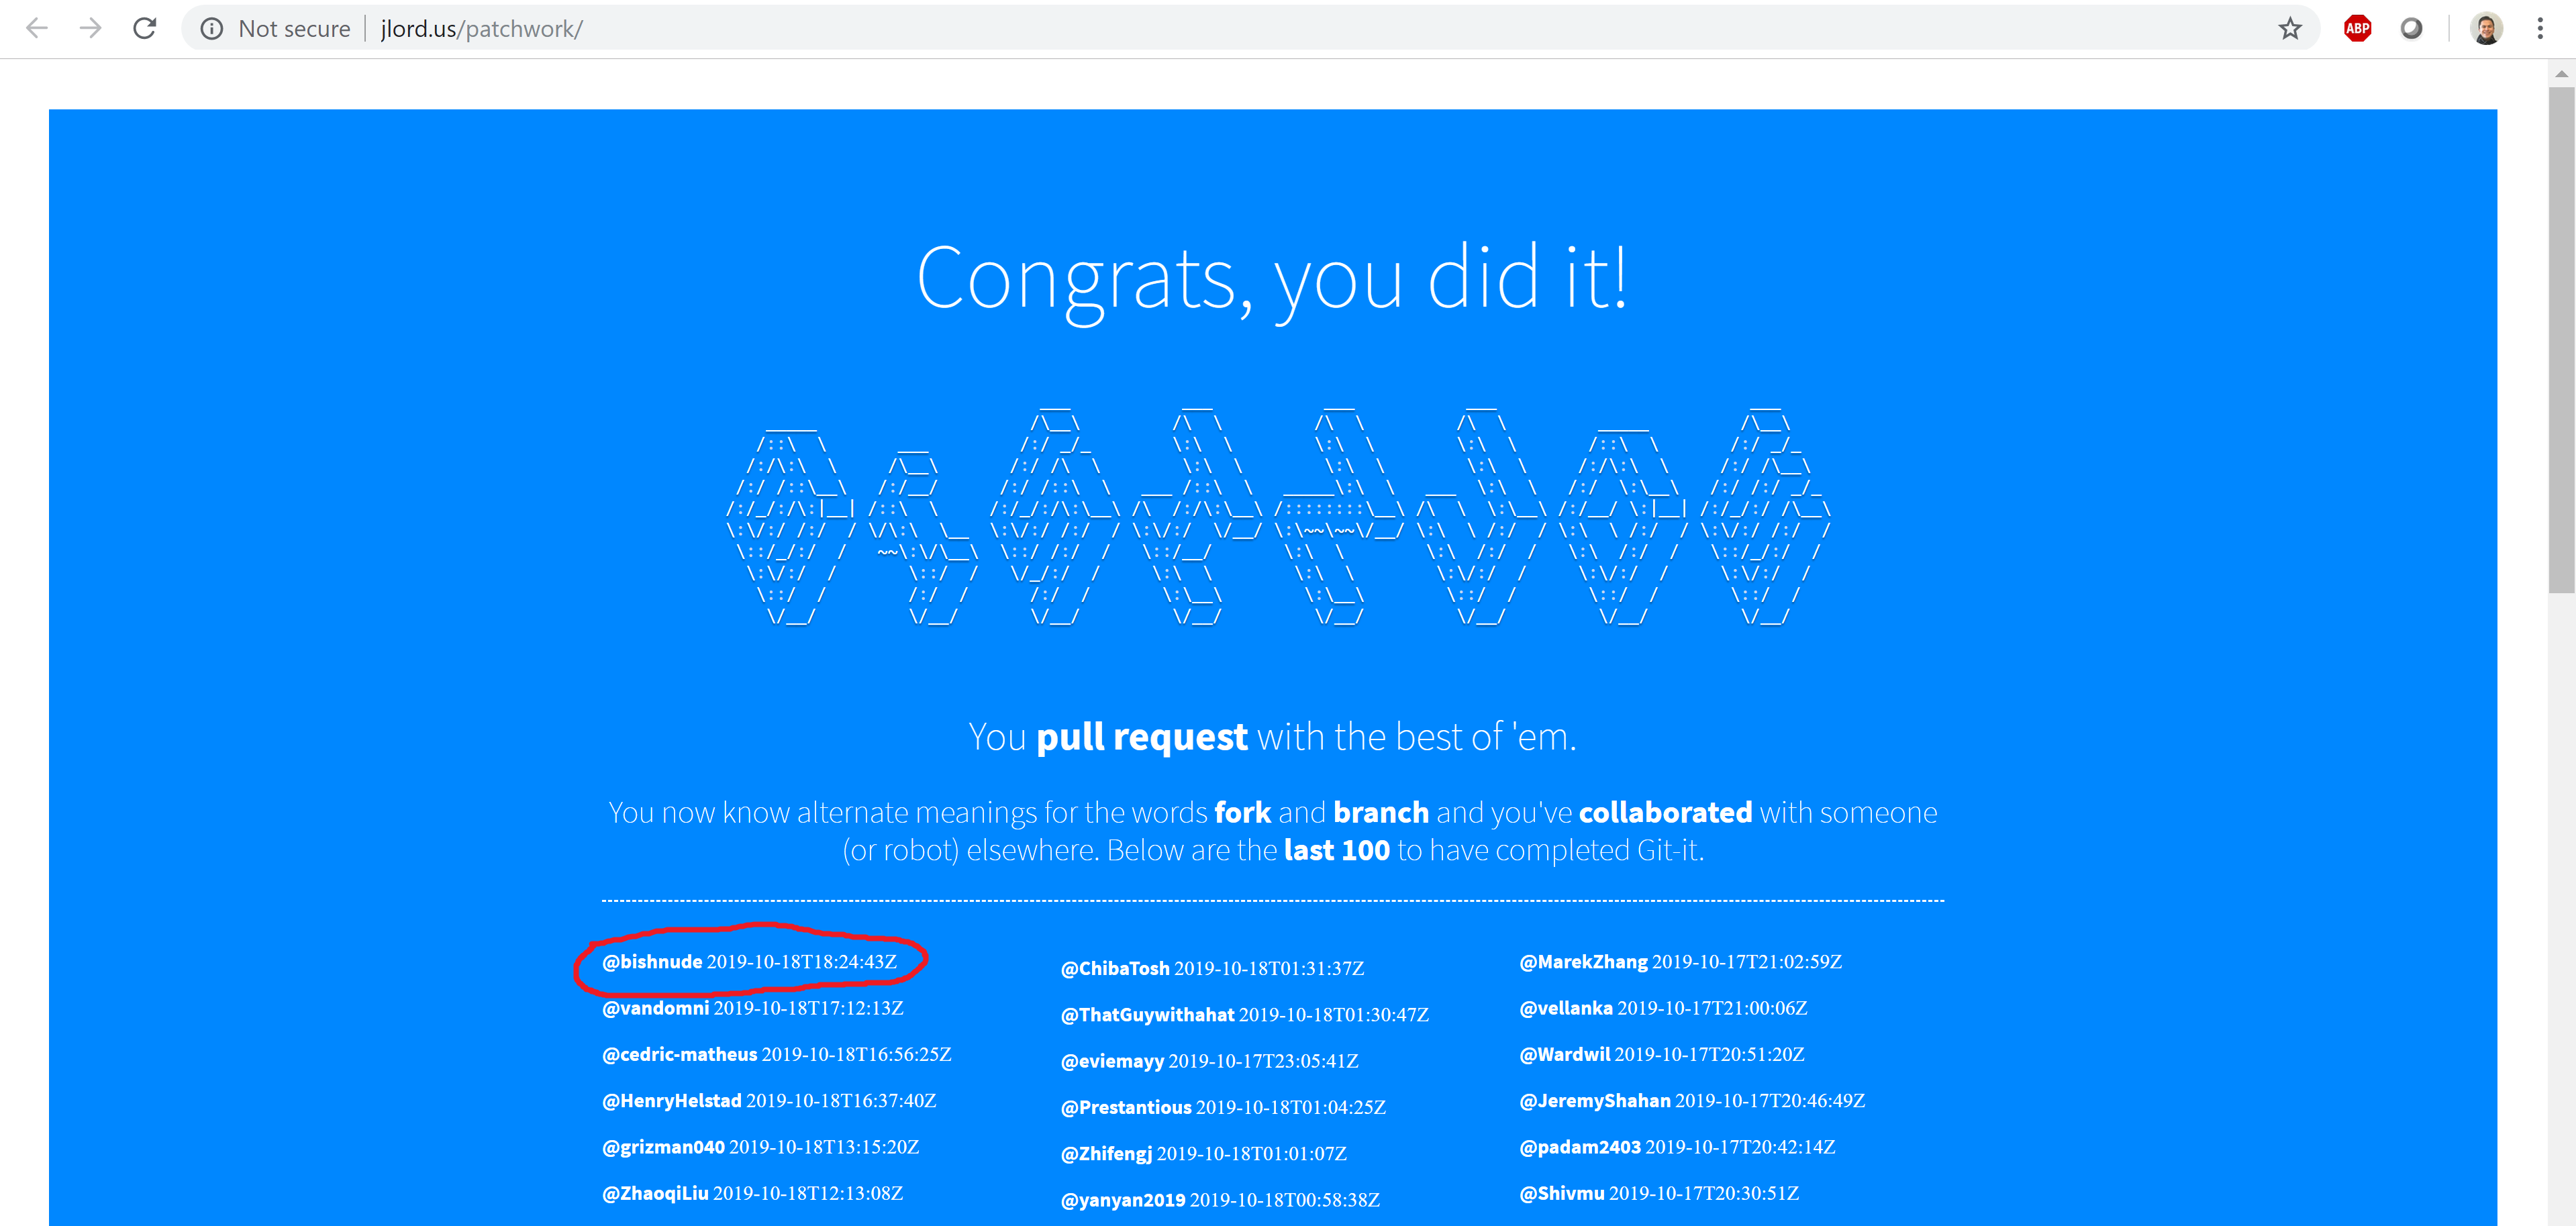 Not secure | jlord.us/patchwork/
ABP
Congrats, you did it!
You pull request with the best of 'em.
You now know alternate meanings for the words fork and branch and you've collaborated with someone
(or robot) elsewhere. Below are the last 100 to have completed Git-it.
@bishnude 2019-10-18T18:24:43Z
@vandomni 2019-10-18T17:12:13Z
@cedric-matheus 2019-10-18T16:56:25Z
@HenryHelstad 2019-10-18T16:37:40Z
@grizman040 2019-10-18T13:15:20Z
@ZhaoqiLiu 2019-10-18T12:13:08Z
@ChibaTosh 2019-10-18T01:31:37Z
@ThatGuywithahat 2019-10-18T01:30:47Z
@eviemayy 2019-10-17T23:05:41Z
@Prestantious 2019-10-18T01:04:25Z
@Zhifengj 2019-10-18T01:01:07Z
@yanyan2019 2019-10-18T00:58:38Z
@MarekZhang 2019-10-17T21:02:59Z
@vellanka 2019-10-17T21:00:06Z
@Wardwil 2019-10-17T20:51:20Z
@JeremyShahan 2019-10-17T20:46:49Z
@padam2403 2019-10-17T20:42:14Z
@Shivmu 2019-10-17T20:30:51Z